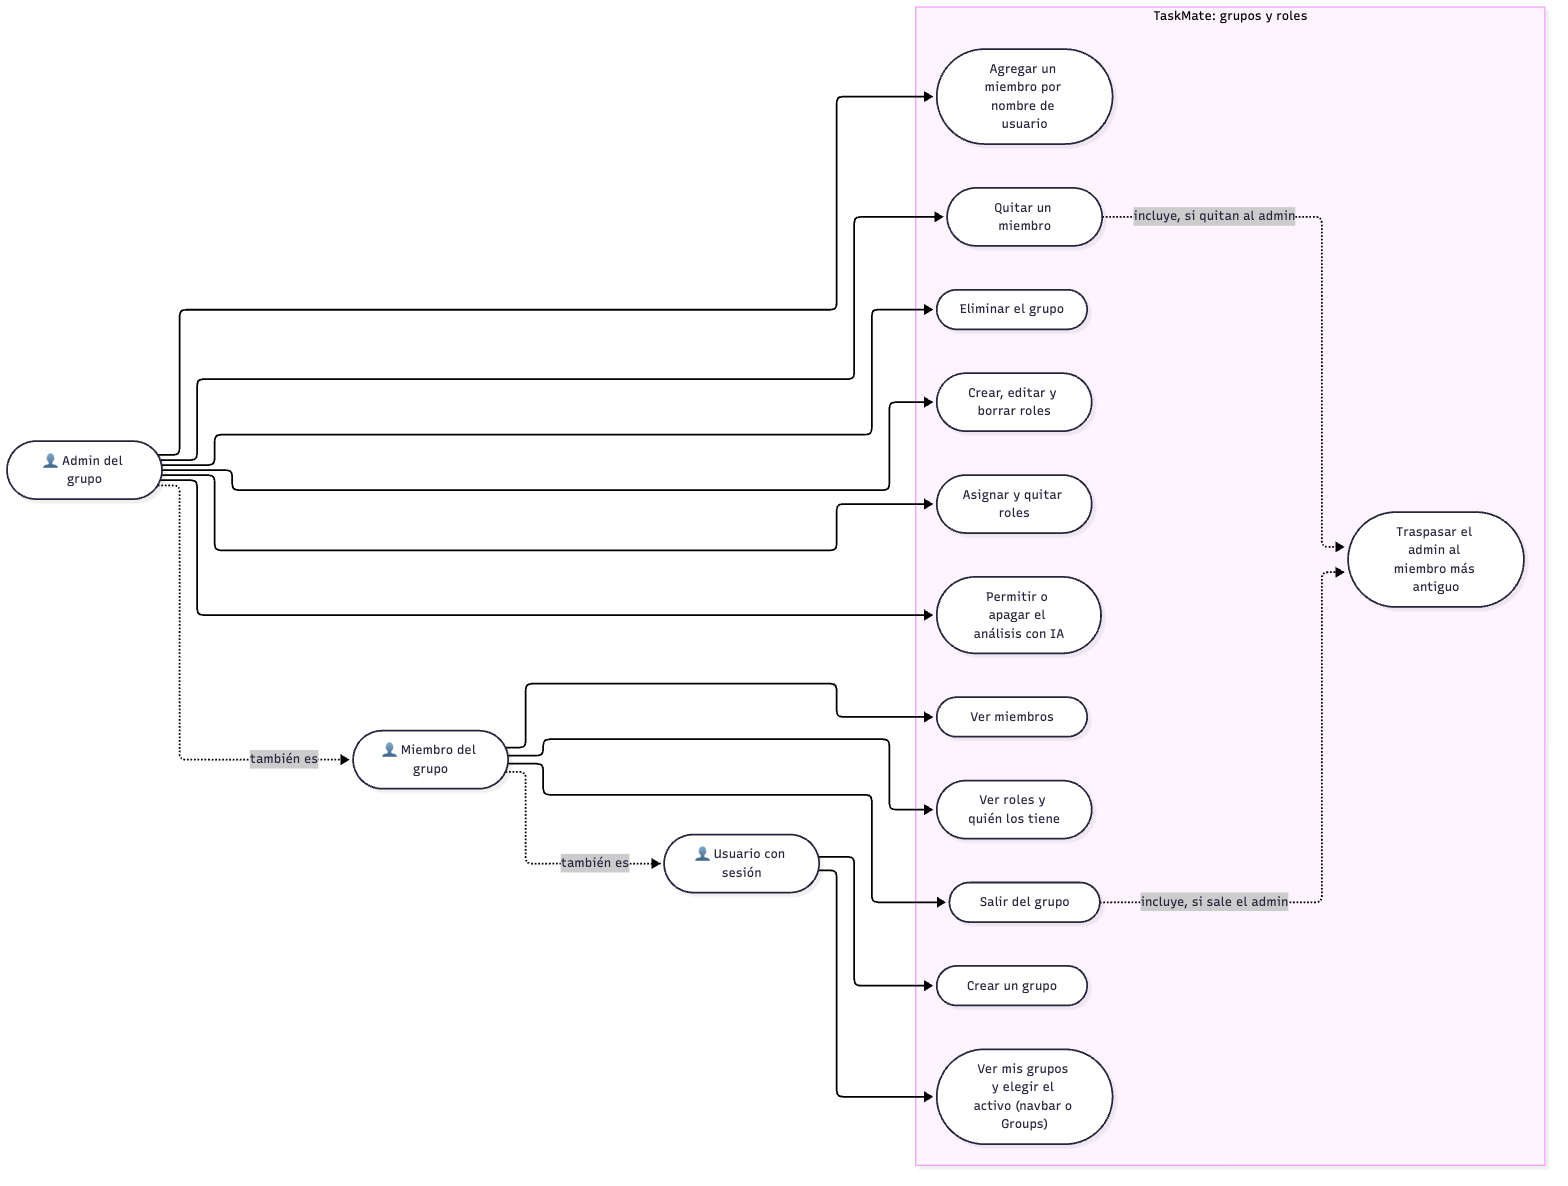 TaskMate: grupos y roles
Agregar un
miembro por
nombre de
usuario
Quitar un
miembro
incluye, si quitan al admin
Eliminar el grupo
Crear, editar y
borrar roles
Admin del
grupo
Asignar y quitar
roles
Traspasar el
admin al
miembro más
antiguo
Permitir o
apagar el
análisis con IA
Ver miembros
también es
Miembro del
grupo
Ver roles y
quién los tiene
también es
Usuario con
sesión
Salir del grupo
incluye, si sale el admin
Crear un grupo
Ver mis grupos
y elegir el
activo (navbar o
Groups)